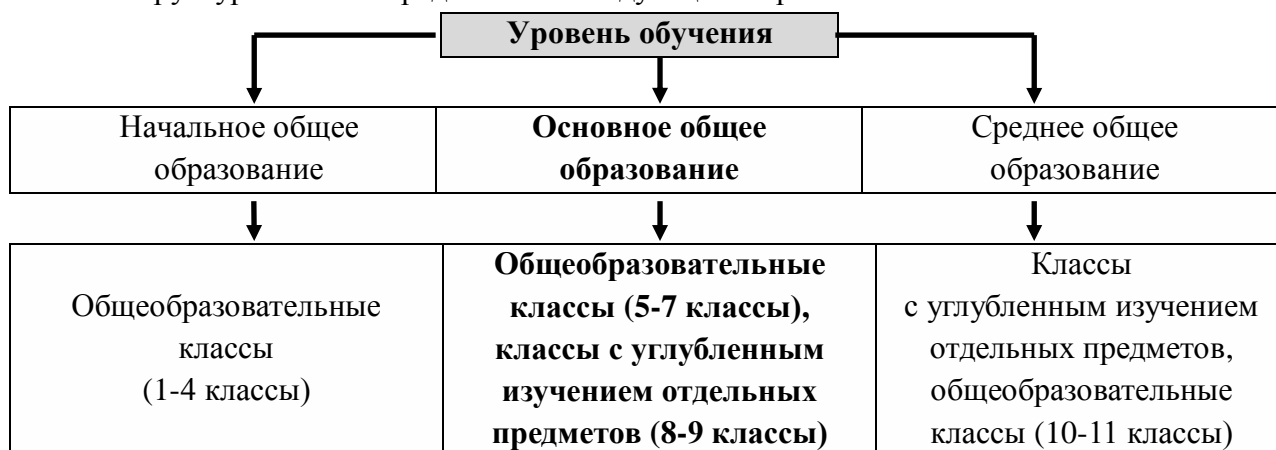 Уровень обучения
Начальное общее
образование
Основное общее
образование
Среднее общее
образование
Общеобразовательные
классы
(1-4 классы)
Общеобразовательные
классы (5-7 классы),
классы с углубленным
изучением отдельных
предметов (8-9 классы)
Классы
с углубленным изучением
отдельных предметов,
общеобразовательные
классы (10-11 классы)